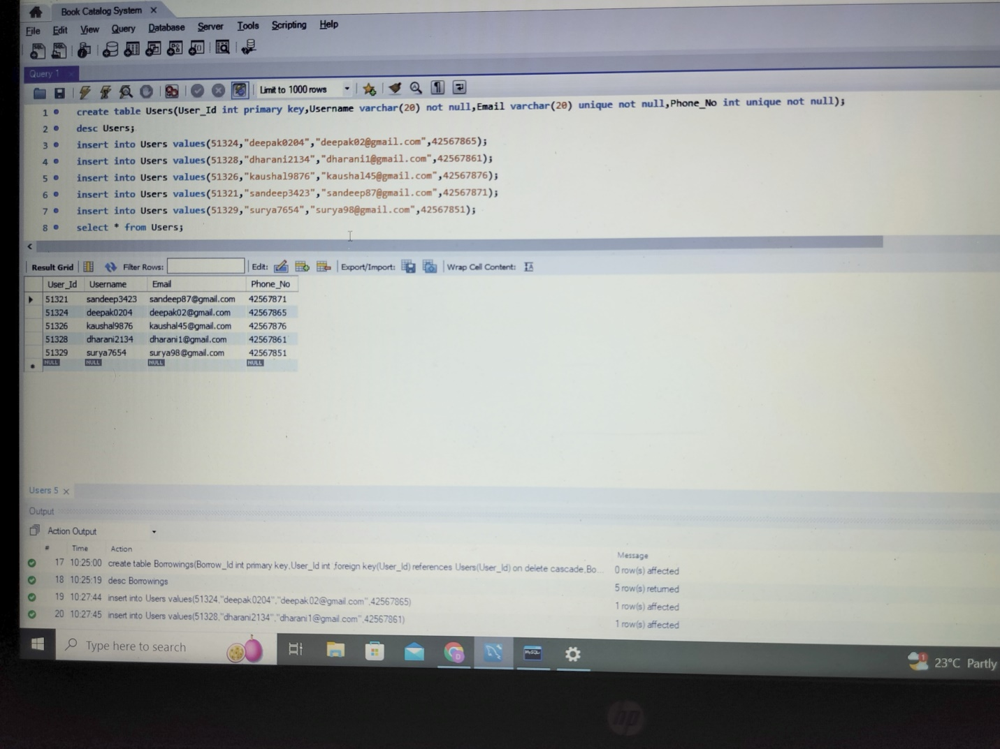 Book Catalog System
File Edit View Query Database Server Tools Scripting Help
Query 1
Limit to 1000 rows
1 create table Users(User_Id int primary key,Username varchar(20) not null,Email varchar(20) unique not null,Phone_No int unique not null);
2 desc Users;
3 insert into Users values(51324,"deepak0204","deepak02@gmail.com",42567865);
4 insert into Users values(51328,"dharani2134","dharani1@gmail.com",42567861);
5 insert into Users values(51326,"kaushal9876","kaushal45@gmail.com",42567876);
6 insert into Users values(51321,"sandeep3423","sandeep87@gmail.com",42567871);
7 insert into Users values(51329,"surya7654","surya98@gmail.com",42567851);
8 select * from Users;
Result Grid Filter Rows: Edit: Export/Import: Wrap Cell Content:
User_Id Username Email Phone_No
51321 sandeep3423 sandeep87@gmail.com 42567871
51324 deepak0204 deepak02@gmail.com 42567865
51326 kaushal9876 kaushal45@gmail.com 42567876
51328 dharani2134 dharani1@gmail.com 42567861
51329 surya7654 surya98@gmail.com 42567851
NULL NULL NULL NULL
Users 5
Output
Action Output
# Time Action Message
17 10:25:00 create table Borrowings(Borrow_Id int primary key,User_Id int ,foreign key(User_Id) references Users(User_Id) on delete cascade,Bo... 0 row(s) affected
18 10:25:19 desc Borrowings 5 row(s) returned
19 10:27:44 insert into Users values(51324,"deepak0204","deepak02@gmail.com",42567865) 1 row(s) affected
20 10:27:45 insert into Users values(51328,"dharani2134","dharani1@gmail.com",42567861) 1 row(s) affected
Type here to search
D
MySQL
1
23°C Partly
hp